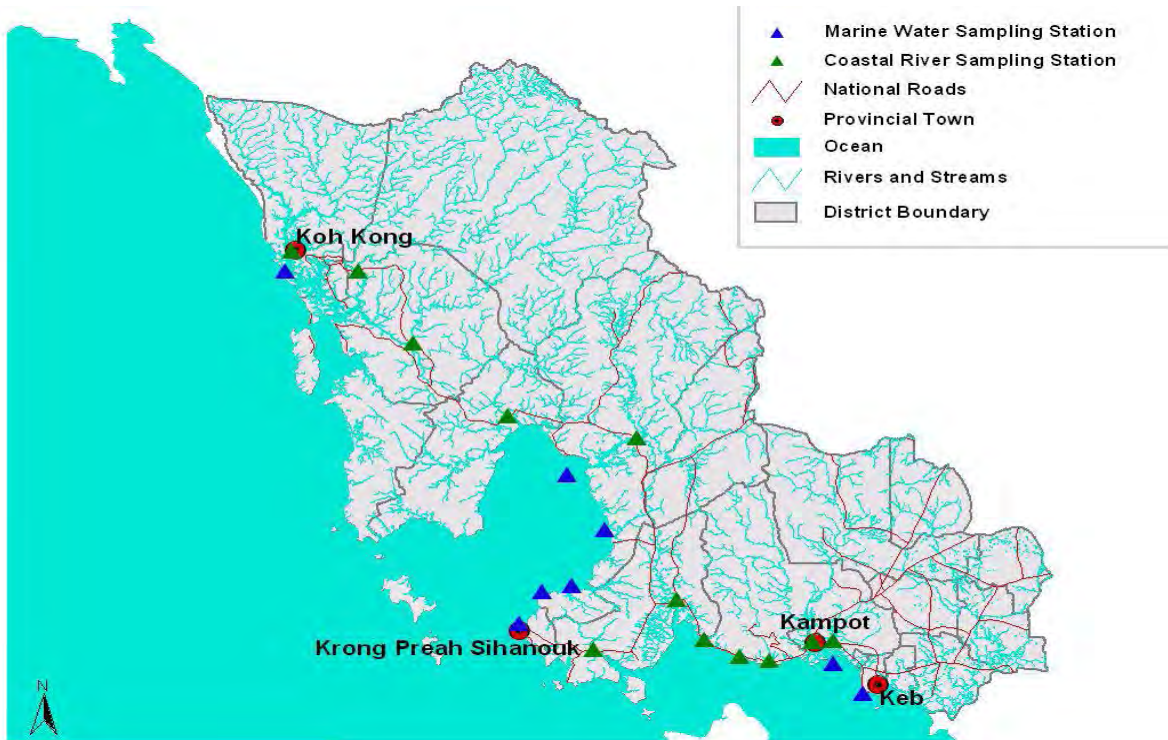 Marine Water Sampling Station
Coastal River Sampling Station
National Roads
Provincial Town
Ocean
Rivers and Streams
District Boundary
Koh Kong
Kampot
Krong Preah Sihanouk
Keb
N